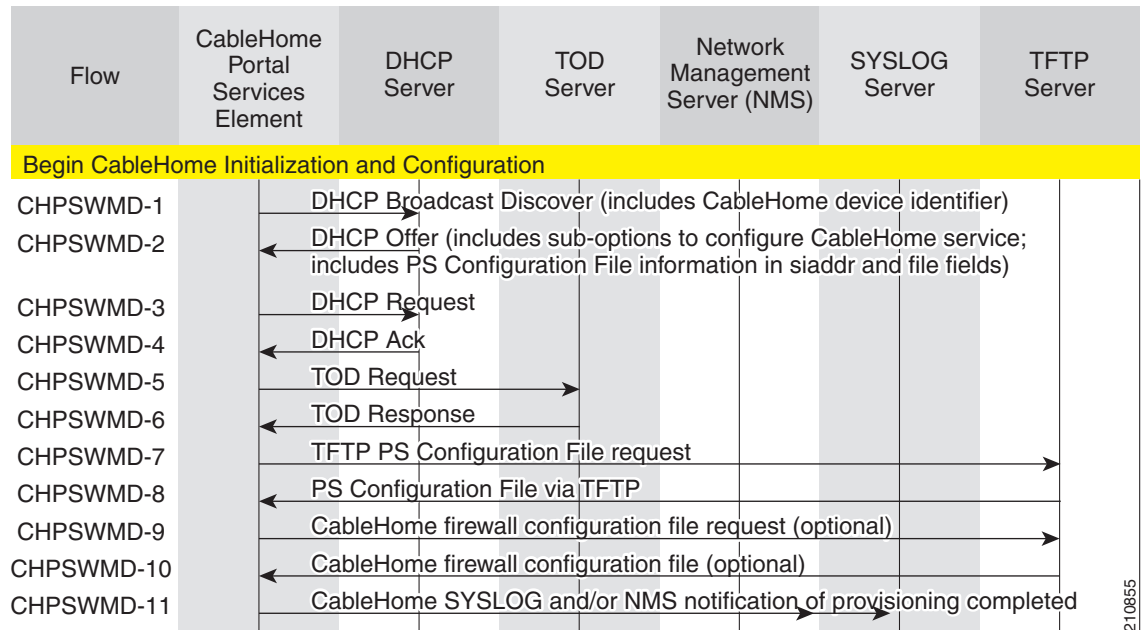 Flow
CableHome
Portal
Services
Element
DHCP
Server
TOD
Server
Network
Management
Server (NMS)
SYSLOG
Server
TFTP
Server
Begin CableHome Initialization and Configuration
CHPSWMD-1
DHCP Broadcast Discover (includes CableHome device identifier)
CHPSWMD-2
DHCP Offer (includes sub-options to configure CableHome service;
includes PS Configuration File information in siaddr and file fields)
CHPSWMD-3
DHCP Request
CHPSWMD-4
DHCP Ack
CHPSWMD-5
TOD Request
CHPSWMD-6
TOD Response
CHPSWMD-7
TFTP PS Configuration File request
CHPSWMD-8
PS Configuration File via TFTP
CHPSWMD-9
CableHome firewall configuration file request (optional)
CHPSWMD-10
CableHome firewall configuration file (optional)
CHPSWMD-11
CableHome SYSLOG and/or NMS notification of provisioning completed
210855